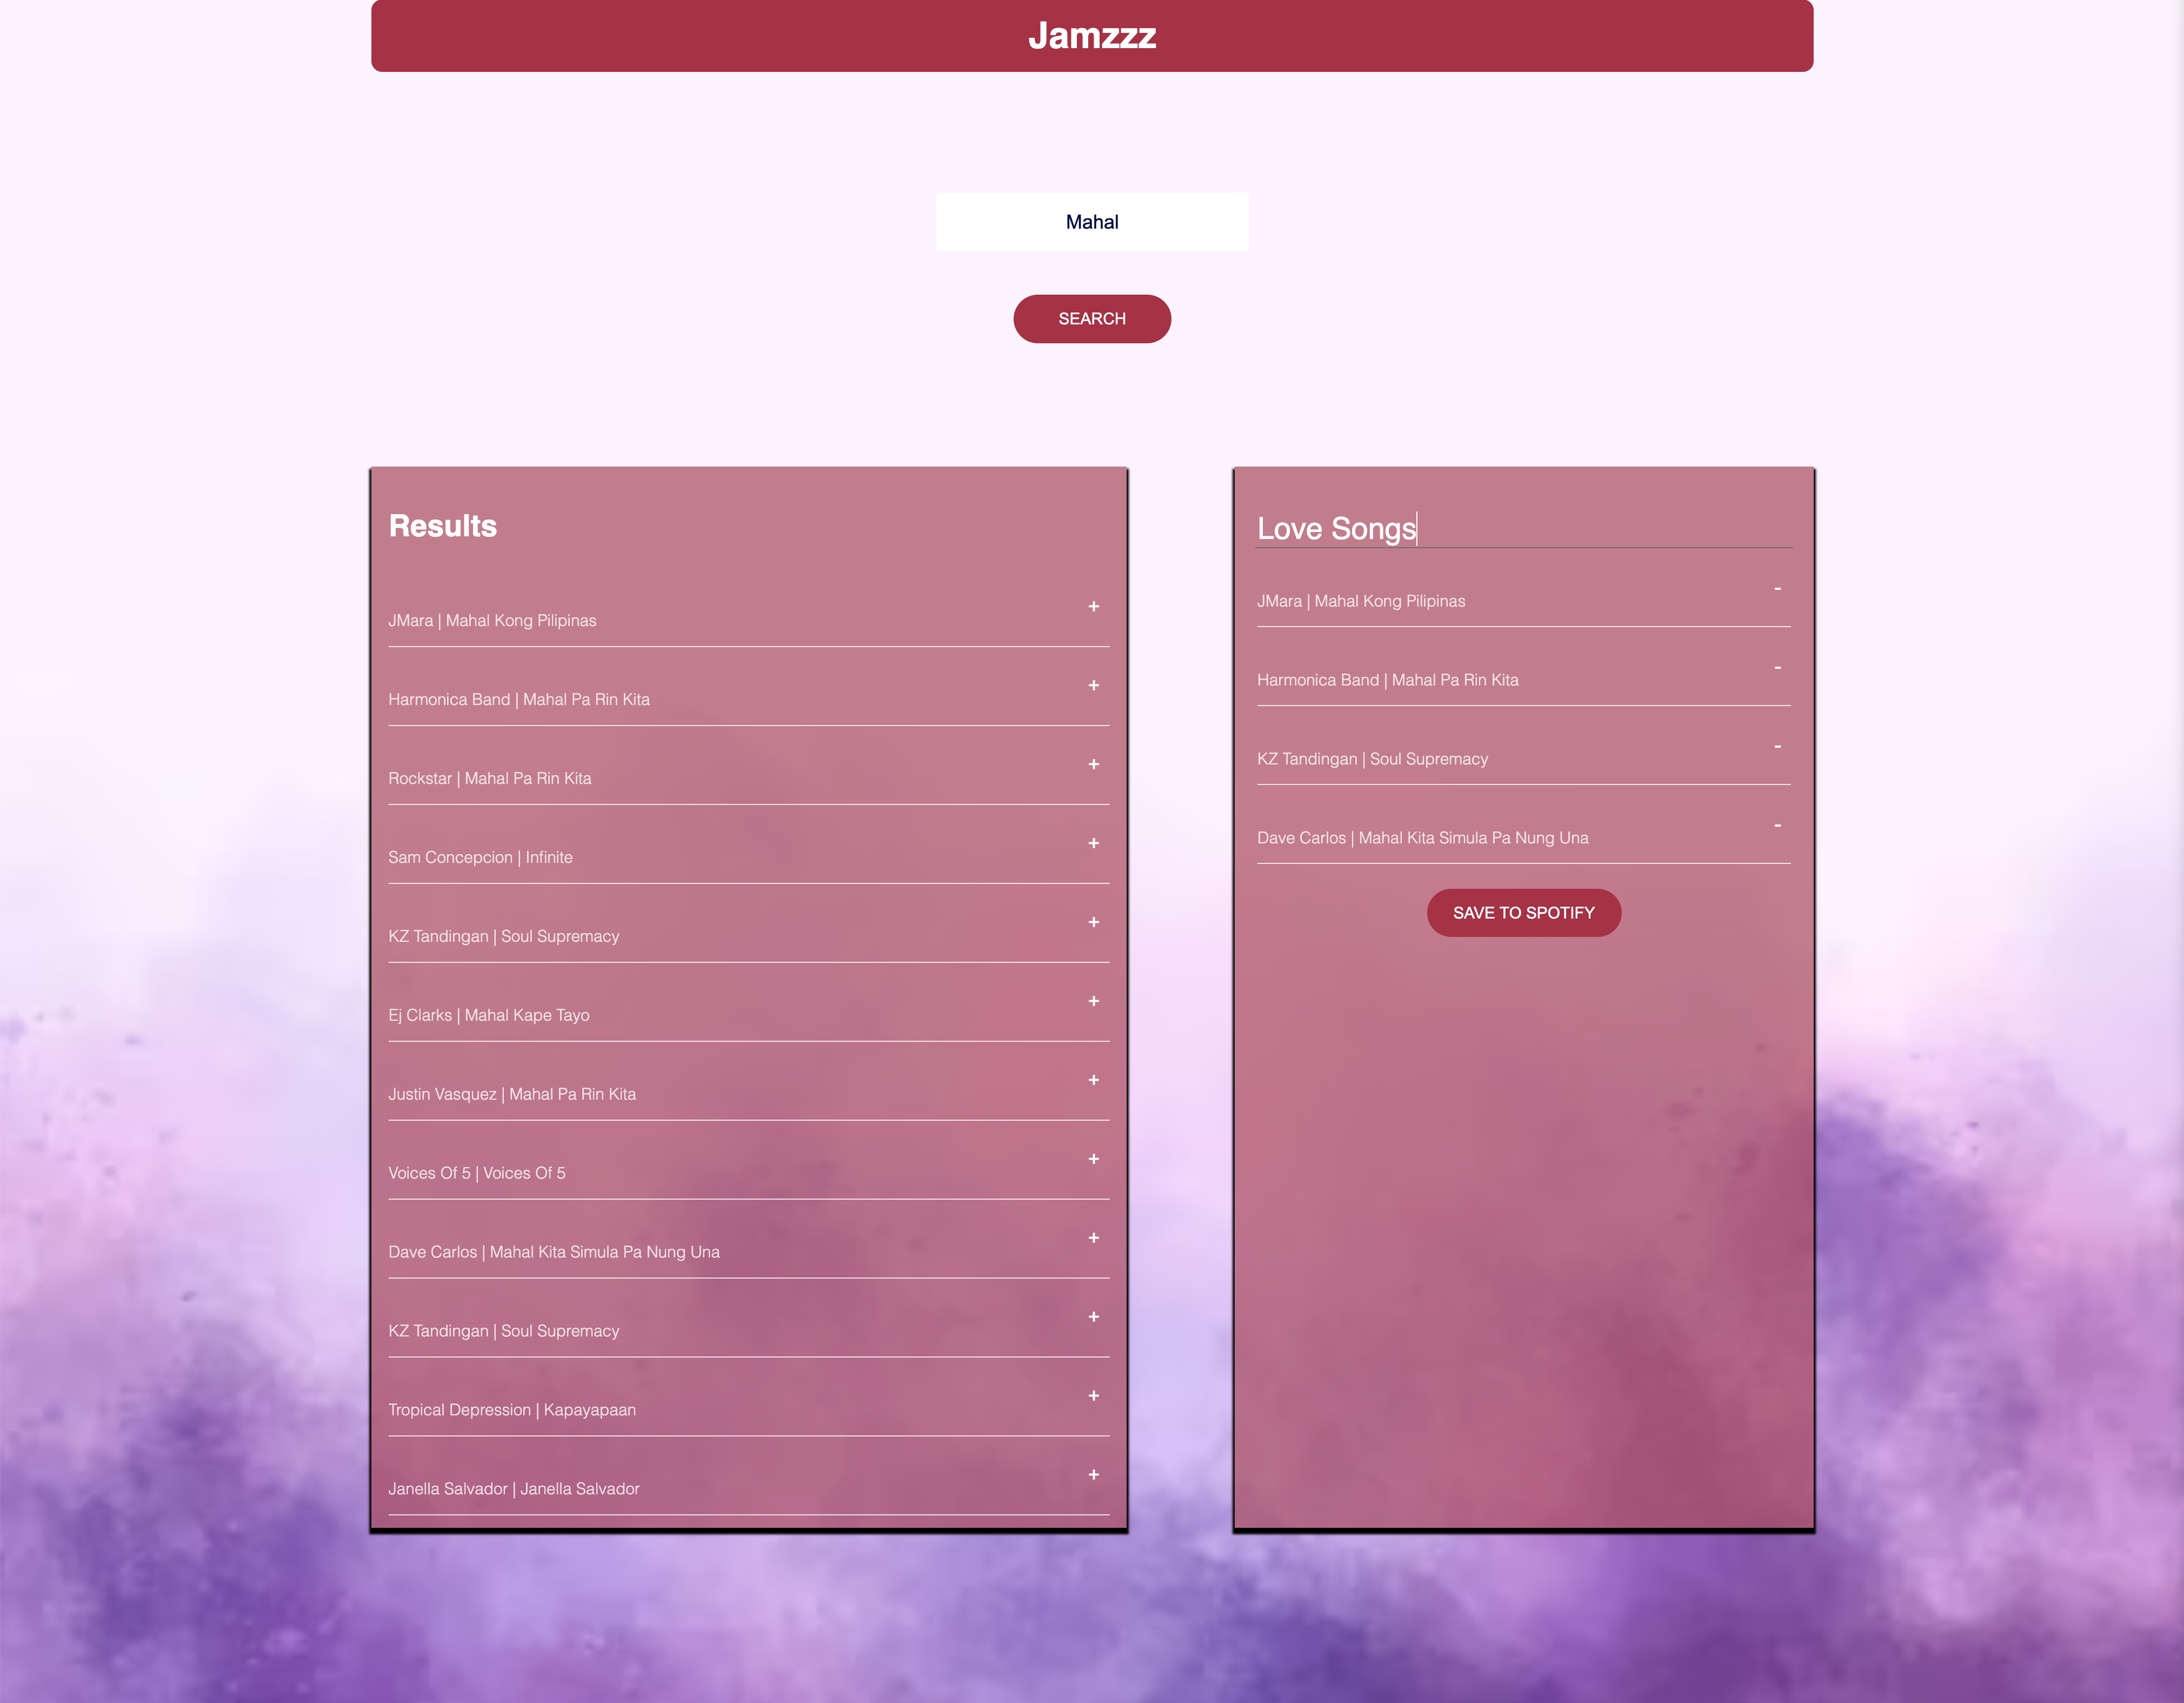 Jamzzz
Mahal
SEARCH
Results
JMara | Mahal Kong Pilipinas
+
Harmonica Band | Mahal Pa Rin Kita
+
Rockstar | Mahal Pa Rin Kita
+
Sam Concepcion | Infinite
+
KZ Tandingan | Soul Supremacy
+
Ej Clarks | Mahal Kape Tayo
+
Justin Vasquez | Mahal Pa Rin Kita
+
Voices Of 5 | Voices Of 5
+
Dave Carlos | Mahal Kita Simula Pa Nung Una
+
KZ Tandingan | Soul Supremacy
+
Tropical Depression | Kapayapaan
+
Janella Salvador | Janella Salvador
+
Love Songs
JMara | Mahal Kong Pilipinas
-
Harmonica Band | Mahal Pa Rin Kita
-
KZ Tandingan | Soul Supremacy
-
Dave Carlos | Mahal Kita Simula Pa Nung Una
-
SAVE TO SPOTIFY